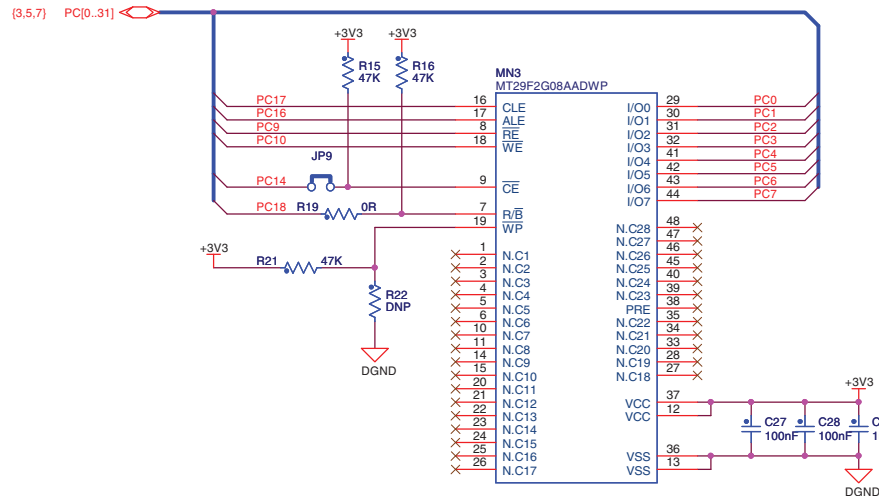 {3,5,7} PC[0..31]
+3V3 +3V3
R15 47K
R16 47K
MN3
MT29F2G08AADWP
PC17 16 CLE
PC16 17 ALE
PC9 8 RE
PC10 18 WE
JP9
PC14 9 CE
PC18 R19 0R 7 R/B
19 WP
+3V3 R21 47K
R22 DNP
DGND
1 N.C1
2 N.C2
3 N.C3
4 N.C4
5 N.C5
6 N.C6
10 N.C7
11 N.C8
14 N.C9
15 N.C10
20 N.C11
21 N.C12
22 N.C13
23 N.C14
24 N.C15
25 N.C16
26 N.C17
I/O0 29 PC0
I/O1 30 PC1
I/O2 31 PC2
I/O3 32 PC3
I/O4 41 PC4
I/O5 42 PC5
I/O6 43 PC6
I/O7 44 PC7
N.C28 48
N.C27 47
N.C26 46
N.C25 45
N.C24 40
N.C23 39
PRE 38
N.C22 35
N.C21 34
N.C20 33
N.C19 28
N.C18 27
VCC 37
VCC 12
VSS 36
VSS 13
+3V3
C27 100nF
C28 100nF
C
1
DGND